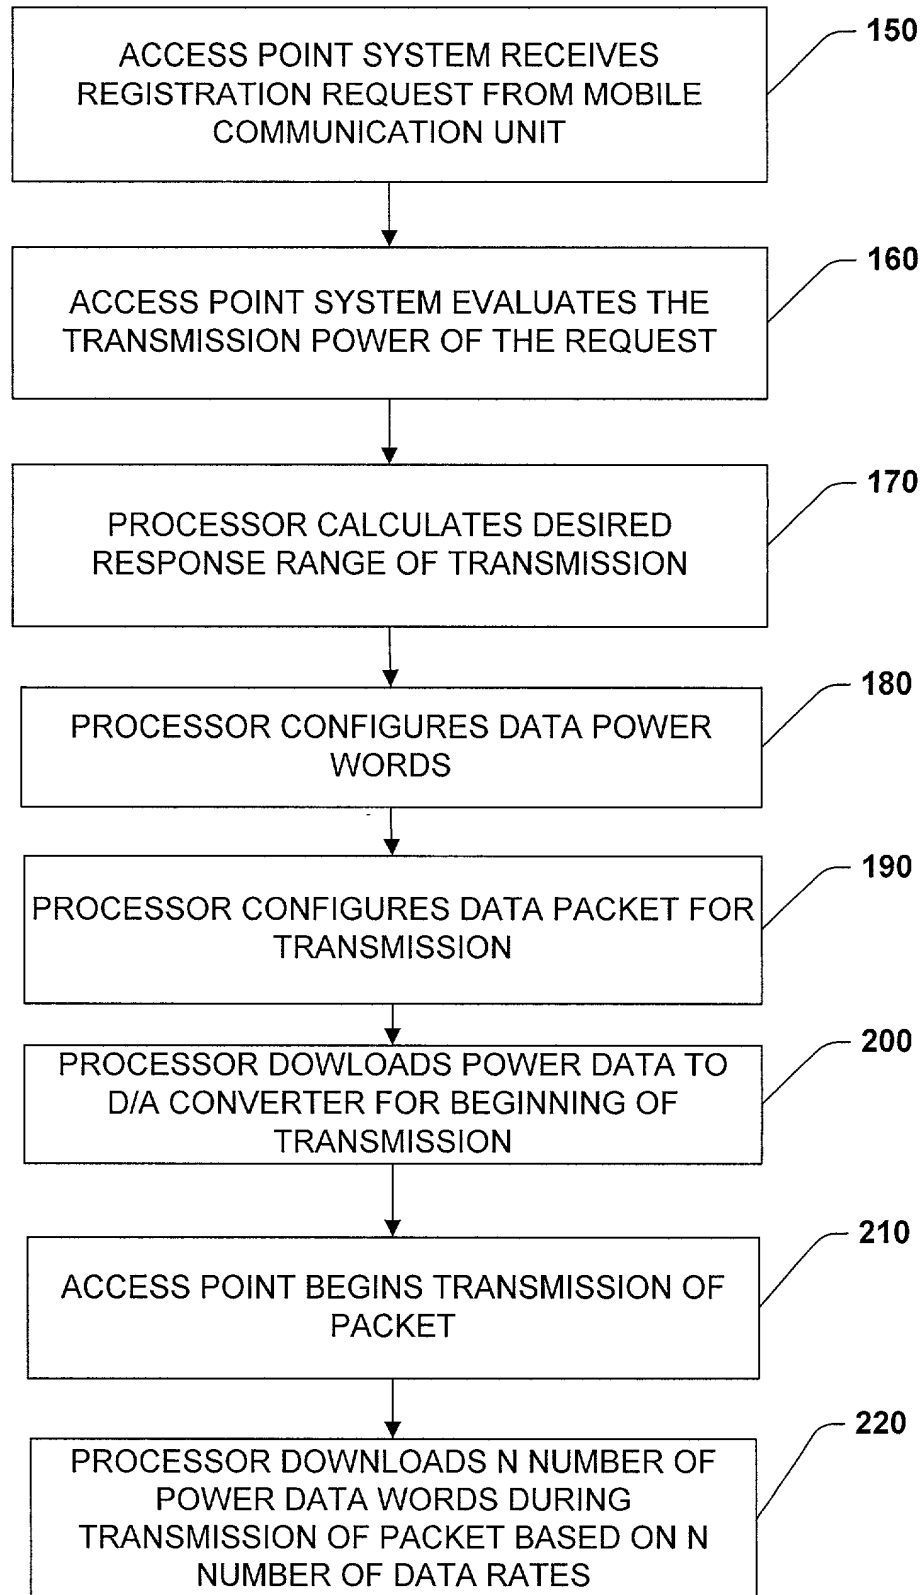 150
ACCESS POINT SYSTEM RECEIVES
REGISTRATION REQUEST FROM MOBILE
COMMUNICATION UNIT
160
ACCESS POINT SYSTEM EVALUATES THE
TRANSMISSION POWER OF THE REQUEST
170
PROCESSOR CALCULATES DESIRED
RESPONSE RANGE OF TRANSMISSION
180
PROCESSOR CONFIGURES DATA POWER
WORDS
190
PROCESSOR CONFIGURES DATA PACKET FOR
TRANSMISSION
200
PROCESSOR DOWLOADS POWER DATA TO
D/A CONVERTER FOR BEGINNING OF
TRANSMISSION
210
ACCESS POINT BEGINS TRANSMISSION OF
PACKET
220
PROCESSOR DOWNLOADS N NUMBER OF
POWER DATA WORDS DURING
TRANSMISSION OF PACKET BASED ON N
NUMBER OF DATA RATES